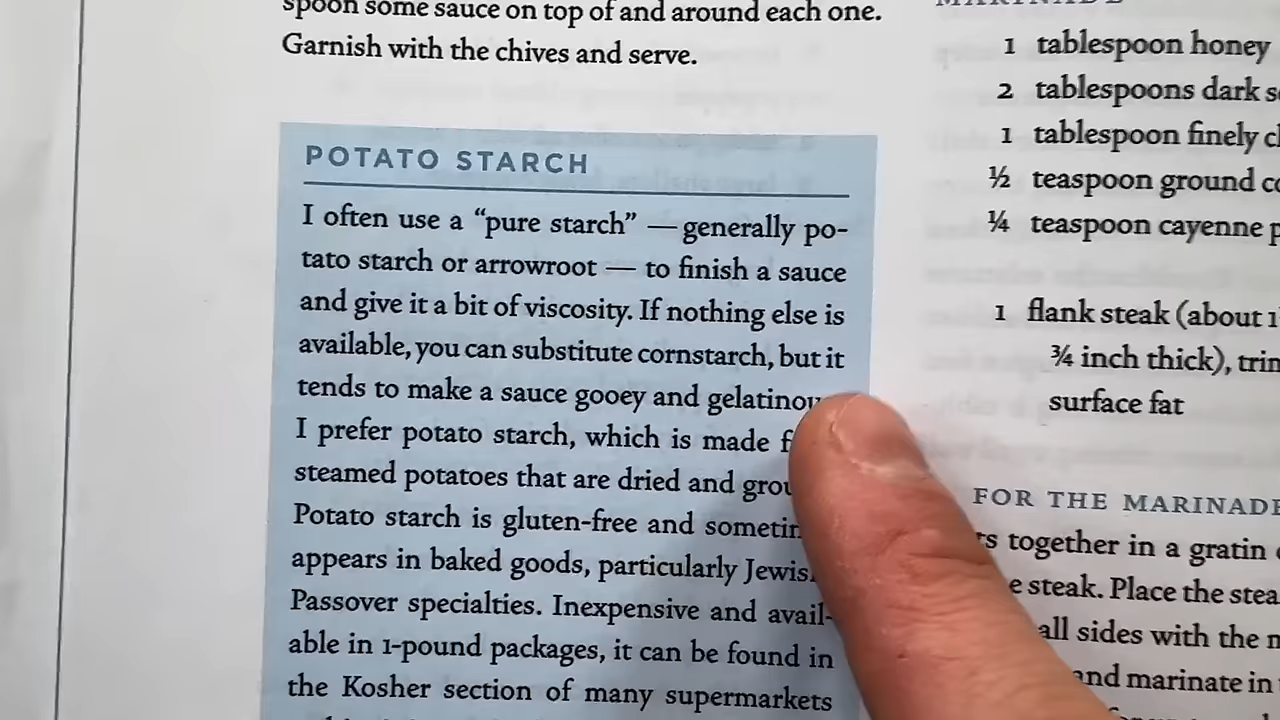 spoon some sauce on top of and around each one.
Garnish with the chives and serve.
POTATO STARCH
I often use a “pure starch” — generally po-
tato starch or arrowroot — to finish a sauce
and give it a bit of viscosity. If nothing else is
available, you can substitute cornstarch, but it
tends to make a sauce gooey and
I prefer potato starch, which is made
steamed potatoes that are dried and
Potato starch is gluten-free and
appears in baked goods, particularly
Passover specialties. Inexpensive and avail-
able in 1-pound packages, it can be found in
the Kosher section of many supermarkets
MARINADE
1 tablespoon honey
2 tablespoons dark
1 tablespoon finely
½ teaspoon ground
¼ teaspoon cayenne
1 flank steak (about
¾ inch thick),
surface fat
FOR THE MARINADE
together in a gratin
steak. Place the
all sides with the
and marinate in